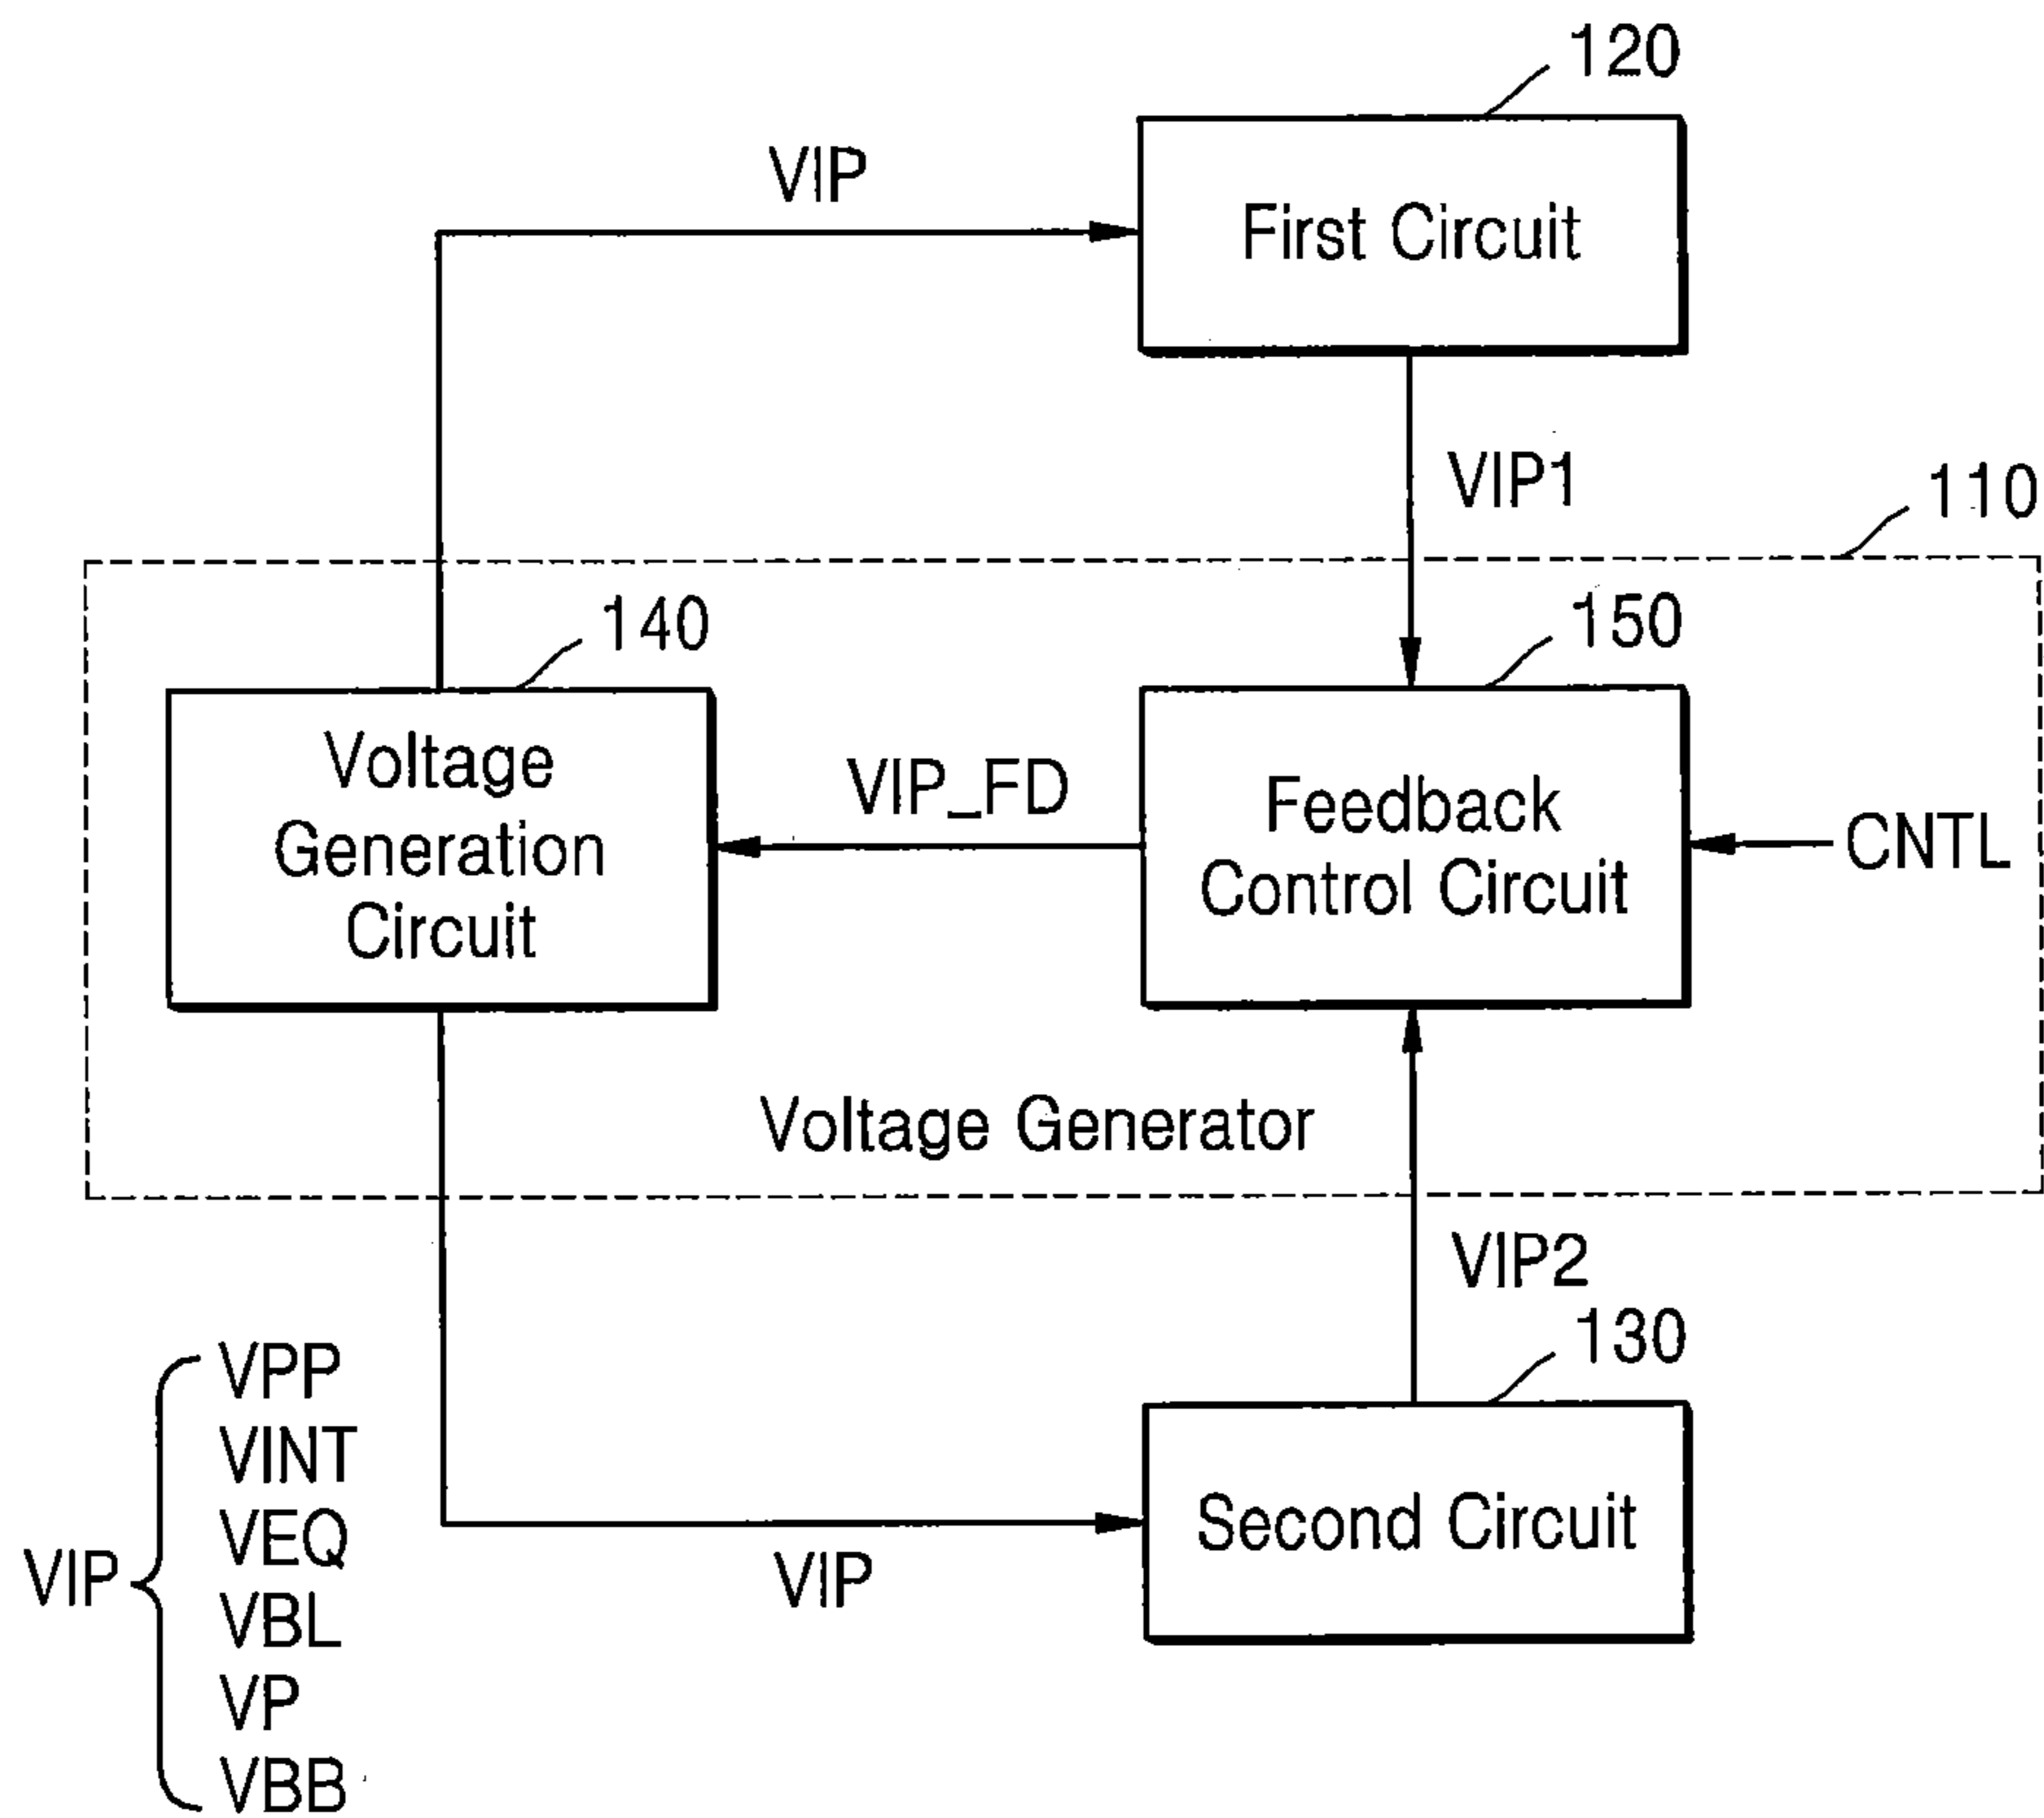 120
VIP
First Circuit
VIP1
110
140
150
Voltage
Generation
Circuit
VIP_FD
Feedback
Control Circuit
CNTL
Voltage Generator
VIP2
130
VPP
VINT
VEQ
VBL
VP
VBB
VIP
VIP
Second Circuit